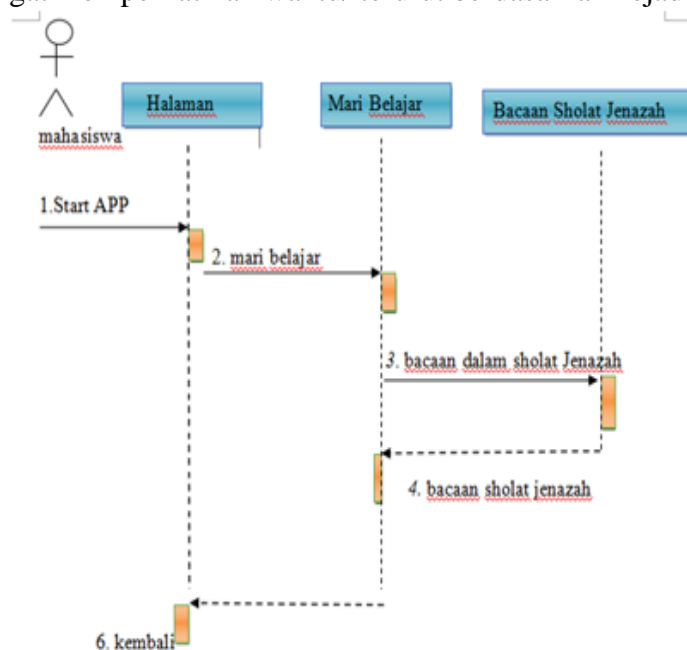 Halaman
Mari Belajar
Bacaan Sholat Jenazah
mahasiswa
1.Start APP
2. mari belajar
3. bacaan dalam sholat Jenazah
4. bacaan sholat jenazah
6. kembali